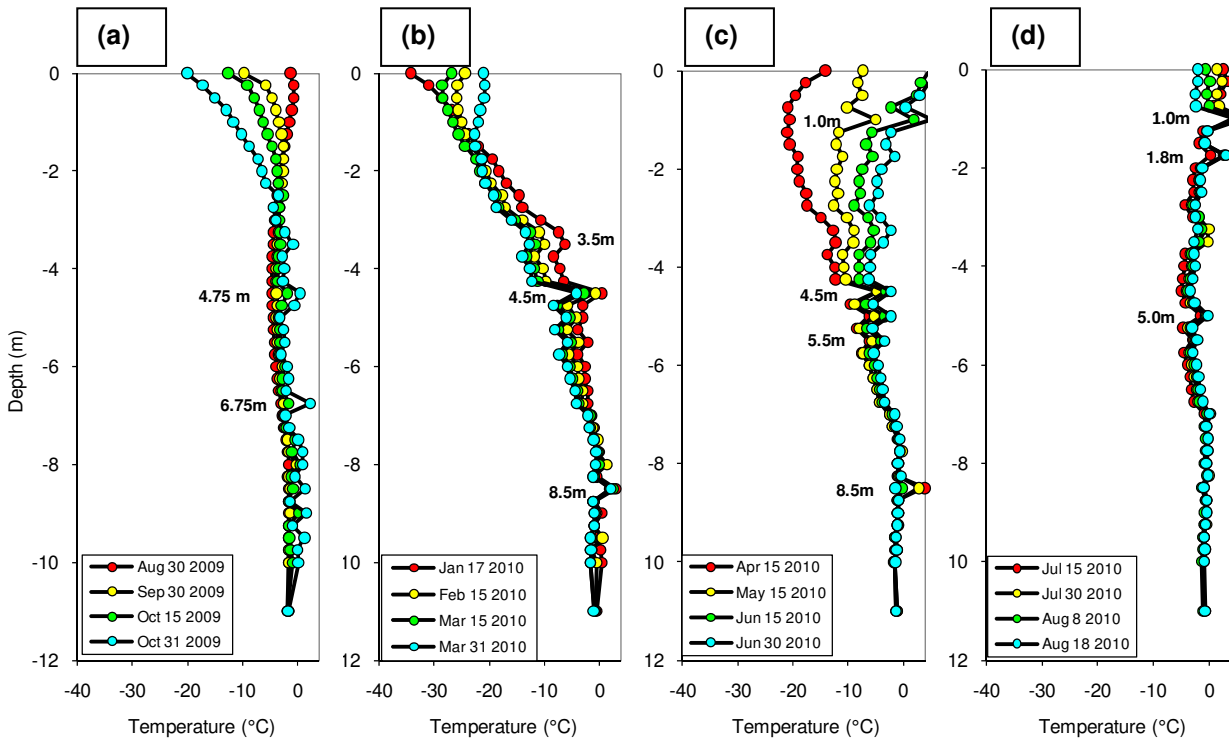 (a)
(b)
(c)
(d)
Depth (m)
0
-2
-4
-6
-8
-10
-12
4.75 m
6.75m
Aug 30 2009
Sep 30 2009
Oct 15 2009
Oct 31 2009
-40 -30 -20 -10 0
Temperature (°C)
0
-2
-4
-6
-8
10
12
3.5m
4.5m
8.5m
Jan 17 2010
Feb 15 2010
Mar 15 2010
Mar 31 2010
-40 -30 -20 -10 0
Temperature (°C)
0
-2
-4
-6
-8
10
12
1.0m
4.5m
5.5m
8.5m
Apr 15 2010
May 15 2010
Jun 15 2010
Jun 30 2010
-40 -30 -20 -10 0
Temperature (°C)
0
-2
-4
-6
-8
10
12
1.0m
1.8m
5.0m
Jul 15 2010
Jul 30 2010
Aug 8 2010
Aug 18 2010
-40 -30 -20 -10 0
Temperature (°C)